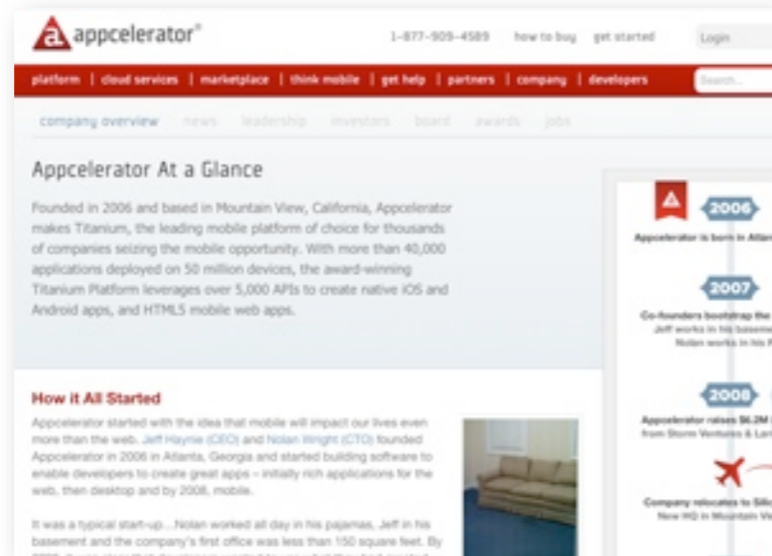 appcelerator®
1-877-909-4589 how to buy get started Login
platform | cloud services | marketplace | think mobile | get help | partners | company | developers Search...
company overview news leadership investors board awards jobs
Appcelerator At a Glance
Founded in 2006 and based in Mountain View, California, Appcelerator
makes Titanium, the leading mobile platform of choice for thousands
of companies seizing the mobile opportunity. With more than 40,000
applications deployed on 50 million devices, the award-winning
Titanium Platform leverages over 5,000 APIs to create native iOS and
Android apps, and HTML5 mobile web apps.
How it All Started
Appcelerator started with the idea that mobile will impact our lives even
more than the web. Jeff Haynie (CEO) and Nolan Wright (CTO) founded
Appcelerator in 2006 in Atlanta, Georgia and started building software to
enable developers to create great apps – initially rich applications for the
web, then desktop and by 2008, mobile.
It was a typical start-up...Nolan worked all day in his pajamas, Jeff in his
basement and the company's first office was less than 150 square feet. By
2006
Appcelerator is born in
2007
Co-founders bootstrap the
Jeff works in his
Nolan works in his
2008
Appcelerator raises $6.2M
from Storm Ventures &
Company relocates to
New HQ in Mountain